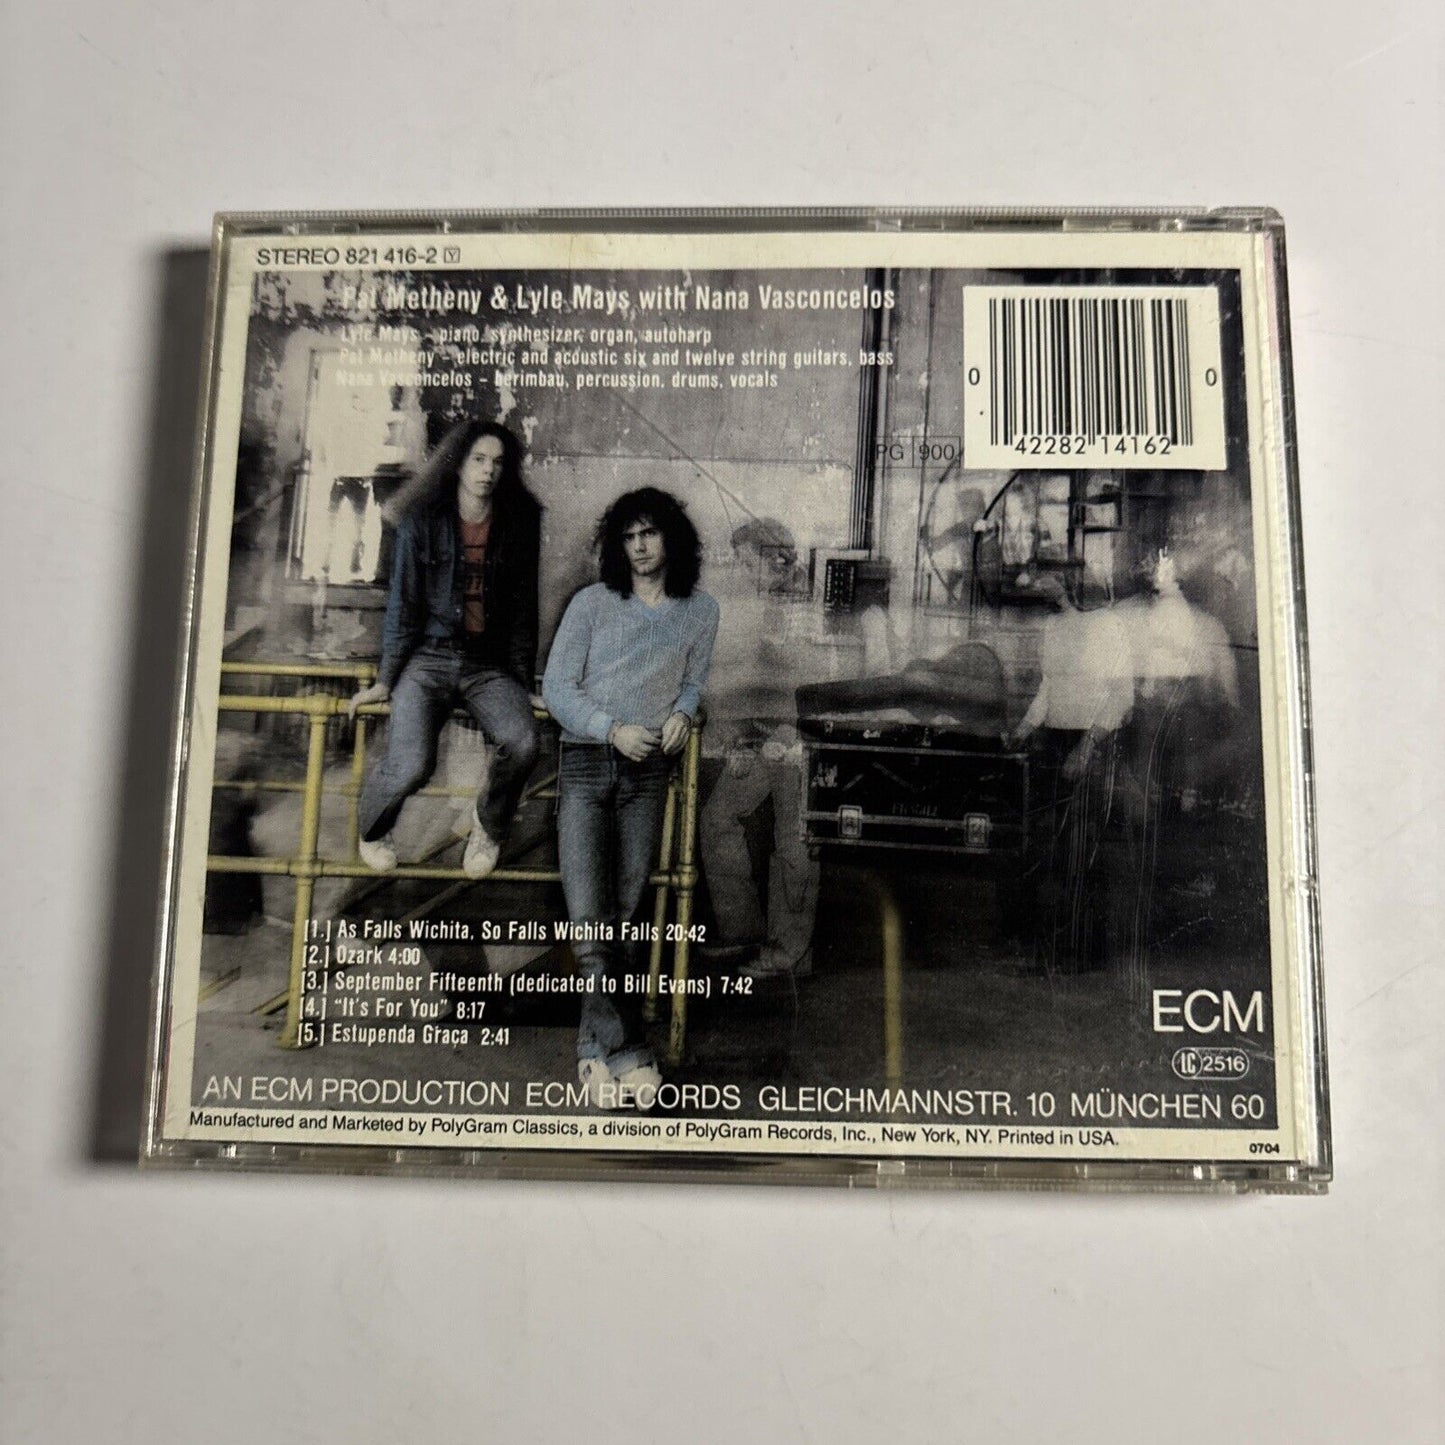 STEREO 821 416-2 Y
Pat Metheny & Lyle Mays with Nana Vasconcelos
Lyle Mays – piano, synthesizer, organ, autoharp
Pat Metheny – electric and acoustic six and twelve string guitars, bass
Nana Vasconcelos – berimbau, percussion, drums, vocals
0 42282 14162 0
PG 900
[1.] As Falls Wichita, So Falls Wichita Falls 20:42
[2.] Ozark 4:00
[3.] September Fifteenth (dedicated to Bill Evans) 7:42
[4.] "It's For You" 8:17
[5.] Estupenda Graça 2:41
ECM
LC 2516
AN ECM PRODUCTION ECM RECORDS GLEICHMANNSTR. 10 MÜNCHEN 60
Manufactured and Marketed by PolyGram Classics, a division of PolyGram Records, Inc., New York, NY. Printed in USA.
0704